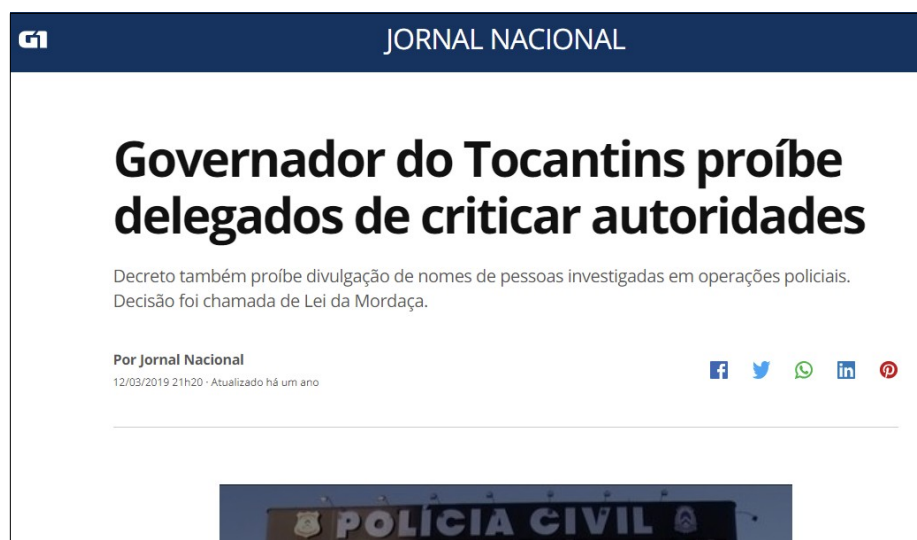 G1
JORNAL NACIONAL
Governador do Tocantins proíbe
delegados de criticar autoridades
Decreto também proíbe divulgação de nomes de pessoas investigadas em operações policiais.
Decisão foi chamada de Lei da Mordaça.
Por Jornal Nacional
12/03/2019 21h20 · Atualizado há um ano
POLÍCIA CIVIL